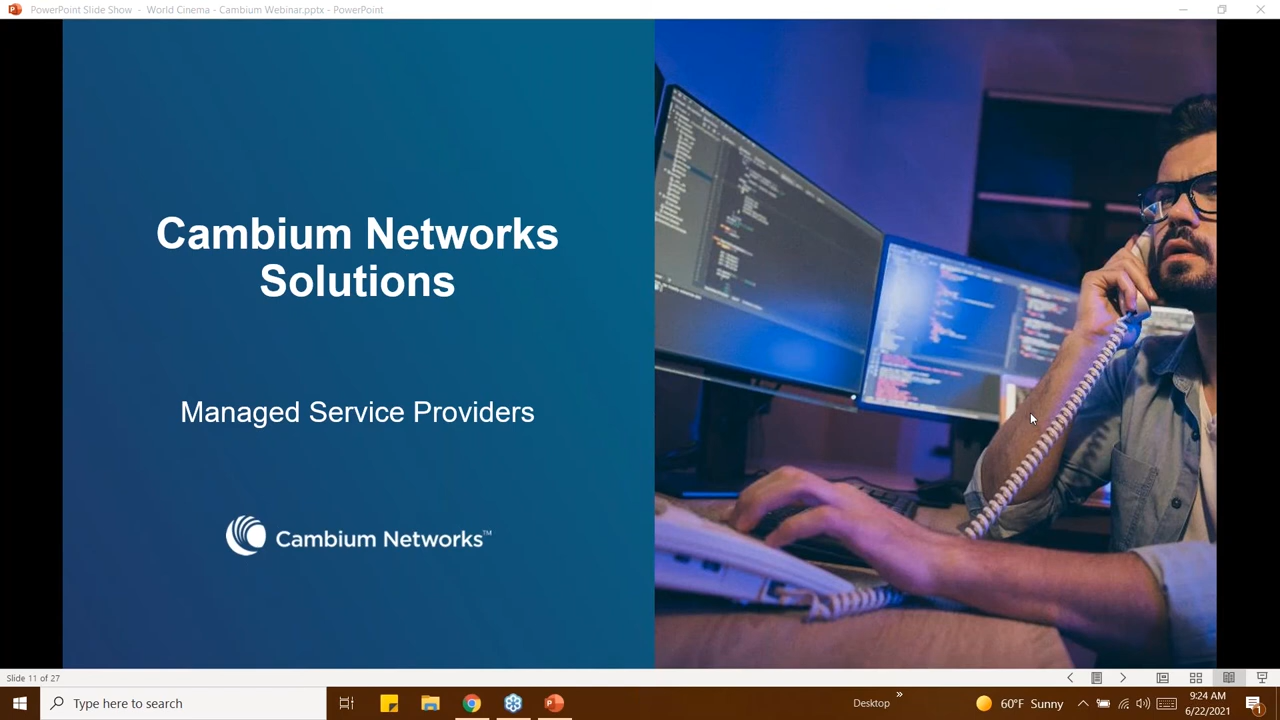 PowerPoint Slide Show - World Cinema - Cambium Webinar.pptx - PowerPoint
Cambium Networks
Solutions
Managed Service Providers
Cambium Networks™
Slide 11 of 27
Type here to search
Desktop
»
60°F Sunny
9:24 AM
6/22/2021
1